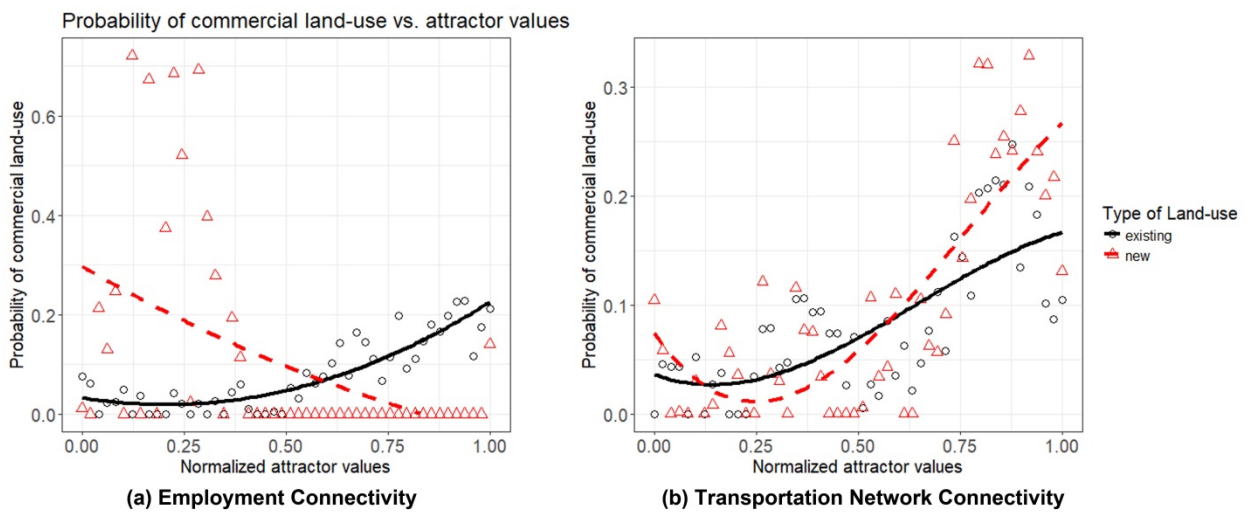 Probability of commercial land-use vs. attractor values
Probability of commercial land-use
0.6
0.4
0.2
0.0
0.00 0.25 0.50 0.75 1.00
Normalized attractor values
(a) Employment Connectivity
Probability of commercial land-use
0.3
0.2
0.1
0.0
0.00 0.25 0.50 0.75 1.00
Normalized attractor values
(b) Transportation Network Connectivity
Type of Land-use
existing
new